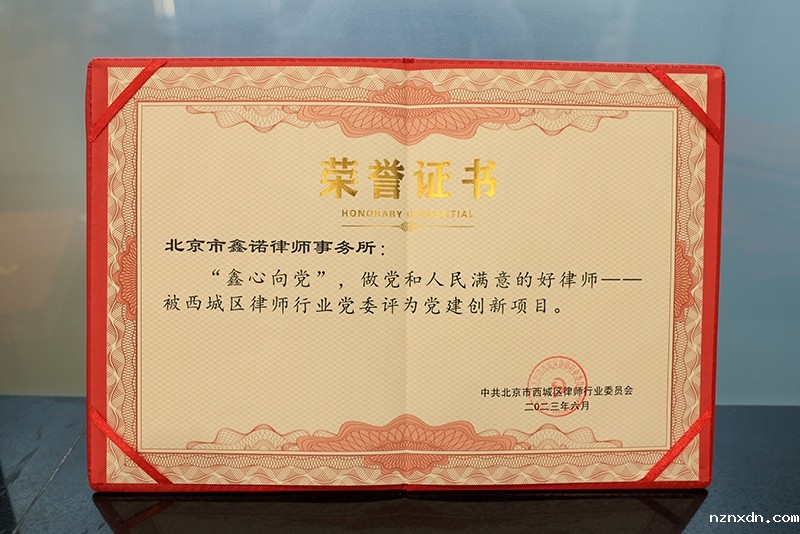 荣誉证书
HONORARY CREDENTIAL
北京市鑫诺律师事务所：
“鑫心向党”，做党和人民满意的好律师——
被西城区律师行业党委评为党建创新项目。
中共北京市西城区律师行业委员会
二〇二三年六月
nznxdn.com